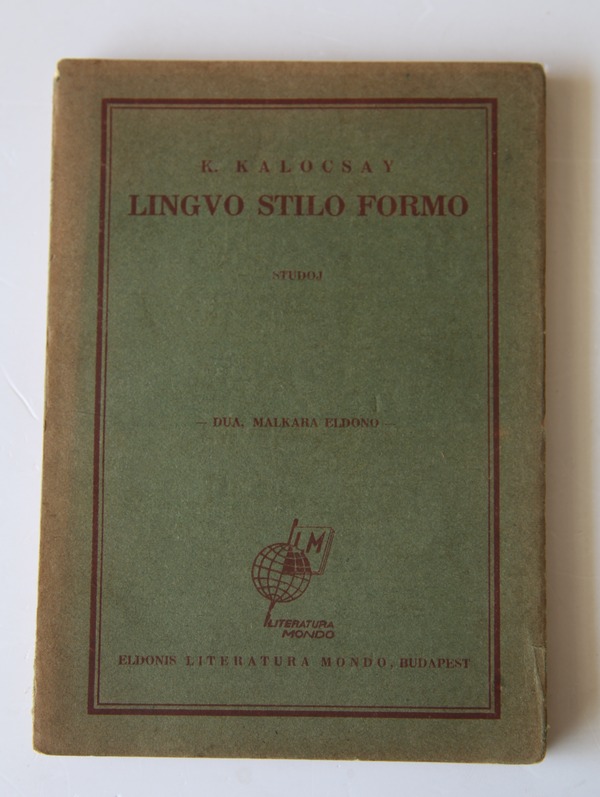 K. KALOCSAY
LINGVO STILO FORMO
STUDOJ
— DUA, MALKARA ELDONO —
LM
LITERATURA
MONDO
ELDONIS LITERATURA MONDO, BUDAPEST